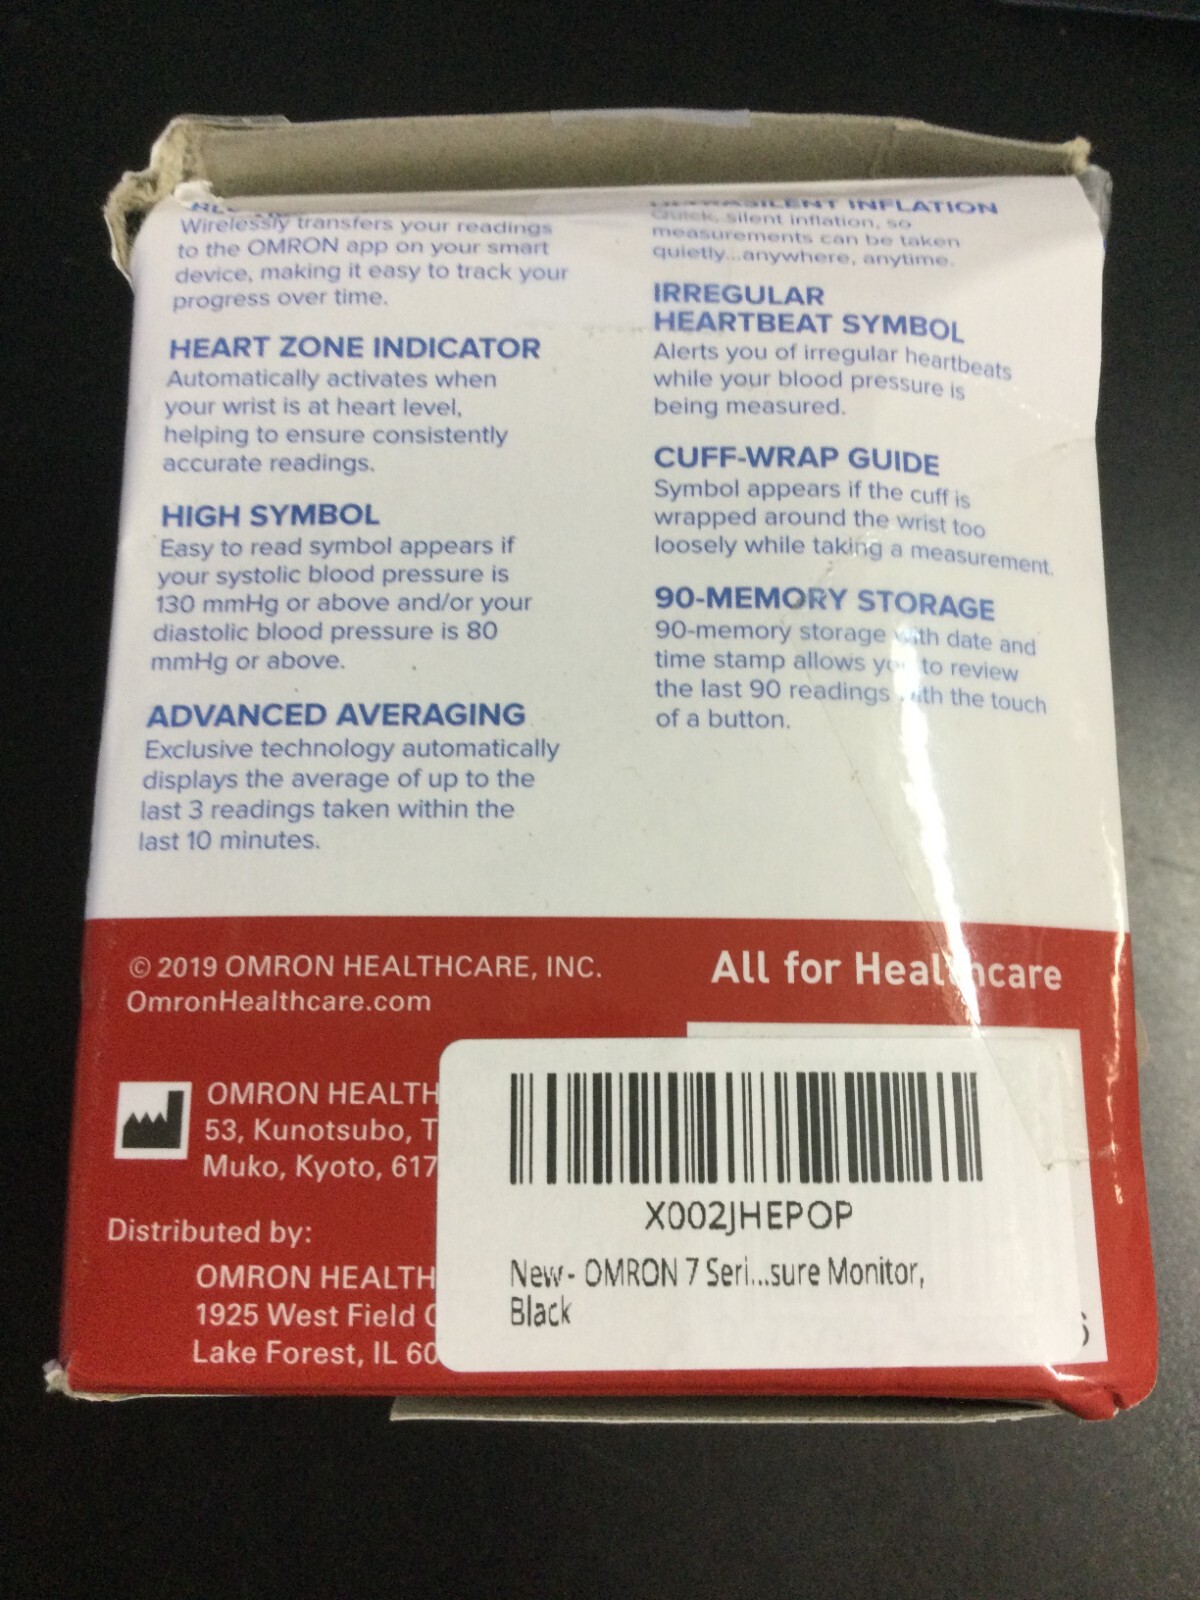 Wirelessly transfers your readings
to the OMRON app on your smart
device, making it easy to track your
progress over time.
HEART ZONE INDICATOR
Automatically activates when
your wrist is at heart level,
helping to ensure consistently
accurate readings.
HIGH SYMBOL
Easy to read symbol appears if
your systolic blood pressure is
130 mmHg or above and/or your
diastolic blood pressure is 80
mmHg or above.
ADVANCED AVERAGING
Exclusive technology automatically
displays the average of up to the
last 3 readings taken within the
last 10 minutes.
ULTRASILENT INFLATION
Quick, silent inflation, so
measurements can be taken
quietly...anywhere, anytime.
IRREGULAR
HEARTBEAT SYMBOL
Alerts you of irregular heartbeats
while your blood pressure is
being measured.
CUFF-WRAP GUIDE
Symbol appears if the cuff is
wrapped around the wrist too
loosely while taking a measurement.
90-MEMORY STORAGE
90-memory storage with date and
time stamp allows you to review
the last 90 readings with the touch
of a button.
© 2019 OMRON HEALTHCARE, INC.
OmronHealthcare.com
All for Healthcare
OMRON HEALTH
53, Kunotsubo, T
Muko, Kyoto, 617
Distributed by:
OMRON HEALTH
1925 West Field C
Lake Forest, IL 60
X002JHEPOP
New - OMRON 7 Seri...sure Monitor,
Black